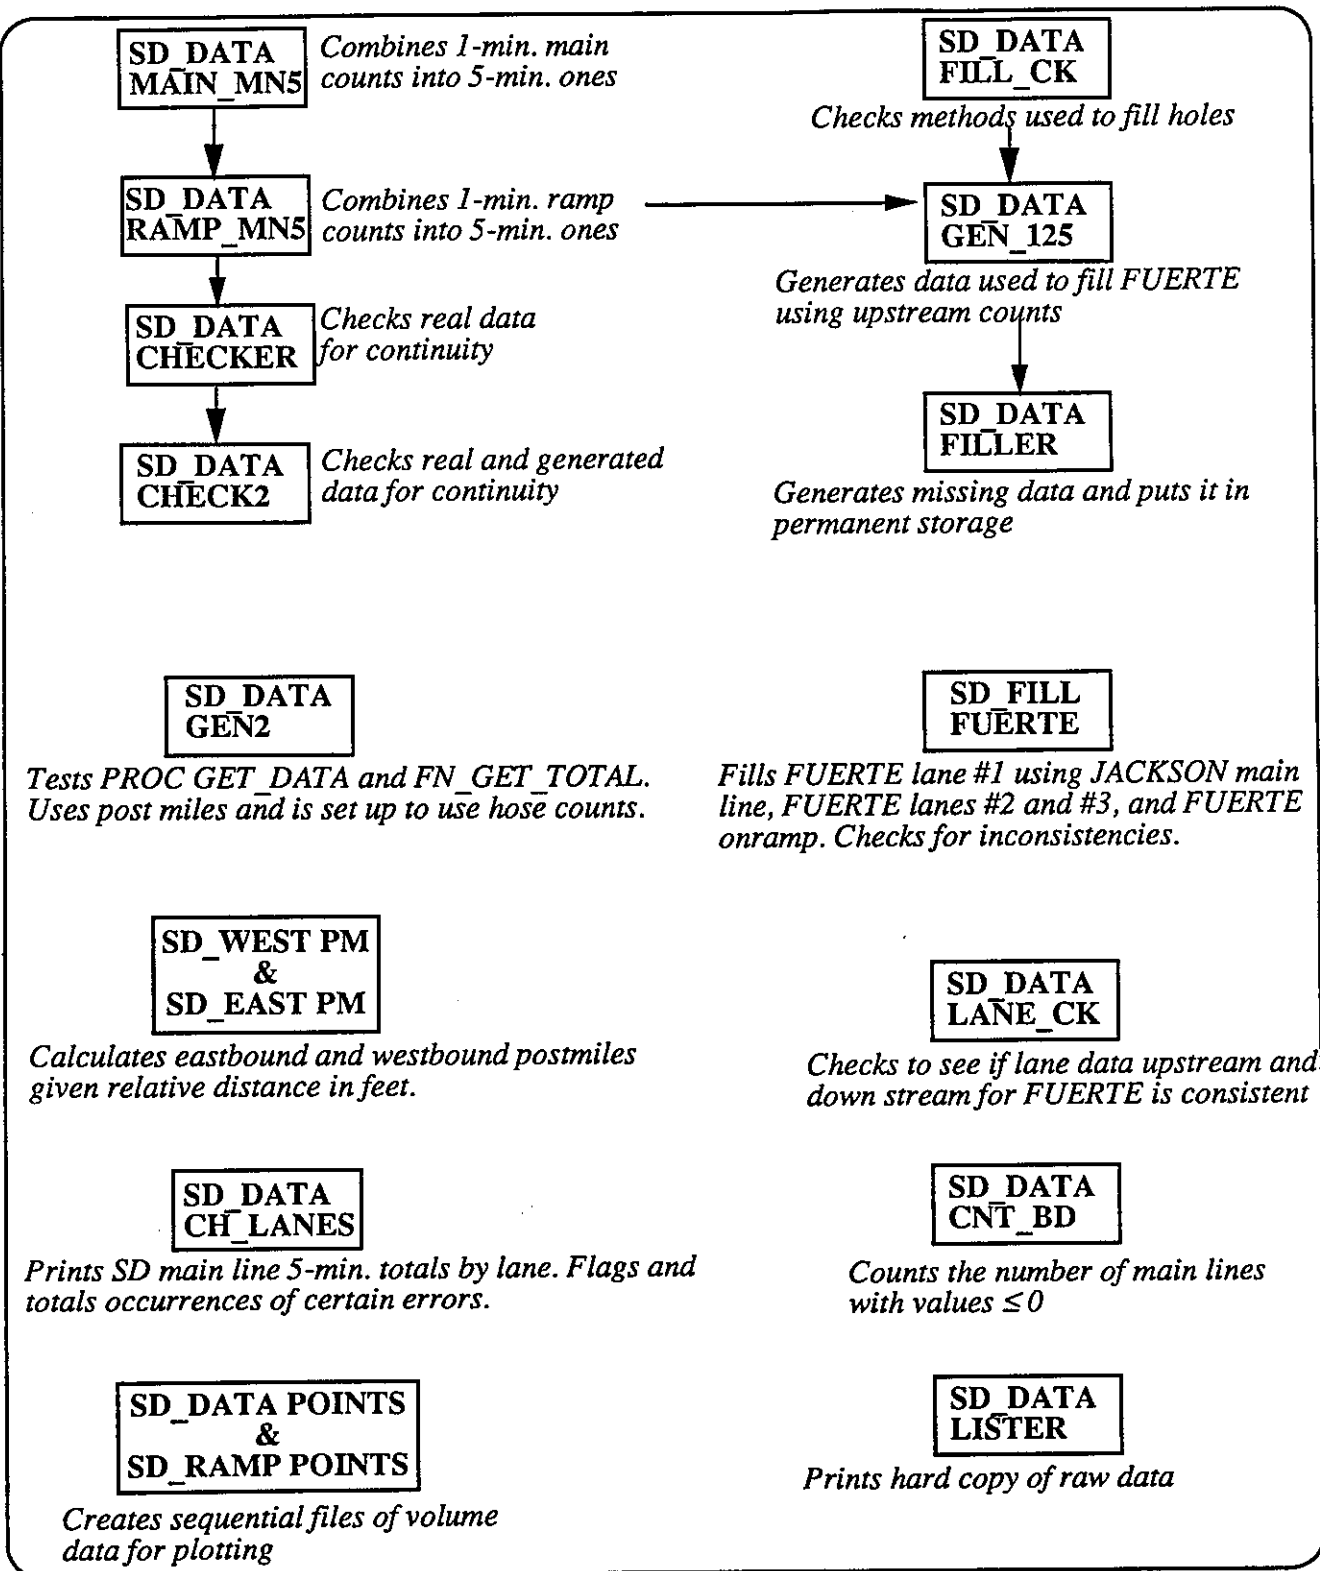 SD_DATA
MAIN_MN5
Combines 1-min. main
counts into 5-min. ones
SD_DATA
FILL_CK
Checks methods used to fill holes
SD_DATA
RAMP_MN5
Combines 1-min. ramp
counts into 5-min. ones
SD_DATA
GEN_125
Generates data used to fill FUERTE
using upstream counts
SD_DATA
CHECKER
Checks real data
for continuity
SD_DATA
FILLER
Generates missing data and puts it in
permanent storage
SD_DATA
CHECK2
Checks real and generated
data for continuity
SD_DATA
GEN2
Tests PROC GET_DATA and FN_GET_TOTAL.
Uses post miles and is set up to use hose counts.
SD_FILL
FUERTE
Fills FUERTE lane #1 using JACKSON main
line, FUERTE lanes #2 and #3, and FUERTE
onramp. Checks for inconsistencies.
SD_WEST PM
&
SD_EAST PM
Calculates eastbound and westbound postmiles
given relative distance in feet.
SD_DATA
LANE_CK
Checks to see if lane data upstream and
down stream for FUERTE is consistent
SD_DATA
CH_LANES
Prints SD main line 5-min. totals by lane. Flags and
totals occurrences of certain errors.
SD_DATA
CNT_BD
Counts the number of main lines
with values ≤ 0
SD_DATA POINTS
&
SD_RAMP POINTS
Creates sequential files of volume
data for plotting
SD_DATA
LISTER
Prints hard copy of raw data